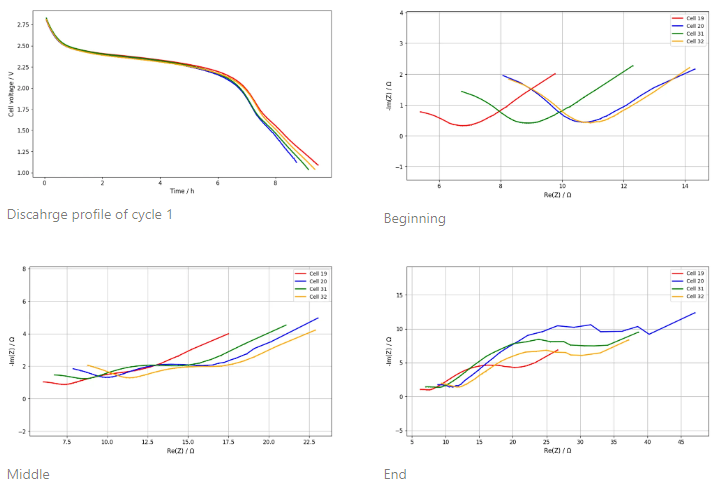 2.75
2.50
2.25
2.00
1.75
1.50
1.25
1.00
Cell voltage / V
0 2 4 6 8
Time / h
Discahrge profile of cycle 1
Cell 19
Cell 20
Cell 31
Cell 32
4
3
2
1
0
−1
-Im(Z) / Ω
6 8 10 12 14
Re(Z) / Ω
Beginning
Cell 19
Cell 20
Cell 31
Cell 32
8
6
4
2
0
−2
-Im(Z) / Ω
7.5 10.0 12.5 15.0 17.5 20.0 22.5
Re(Z) / Ω
Middle
Cell 19
Cell 20
Cell 31
Cell 32
15
10
5
0
−5
-Im(Z) / Ω
5 10 15 20 25 30 35 40 45
Re(Z) / Ω
End